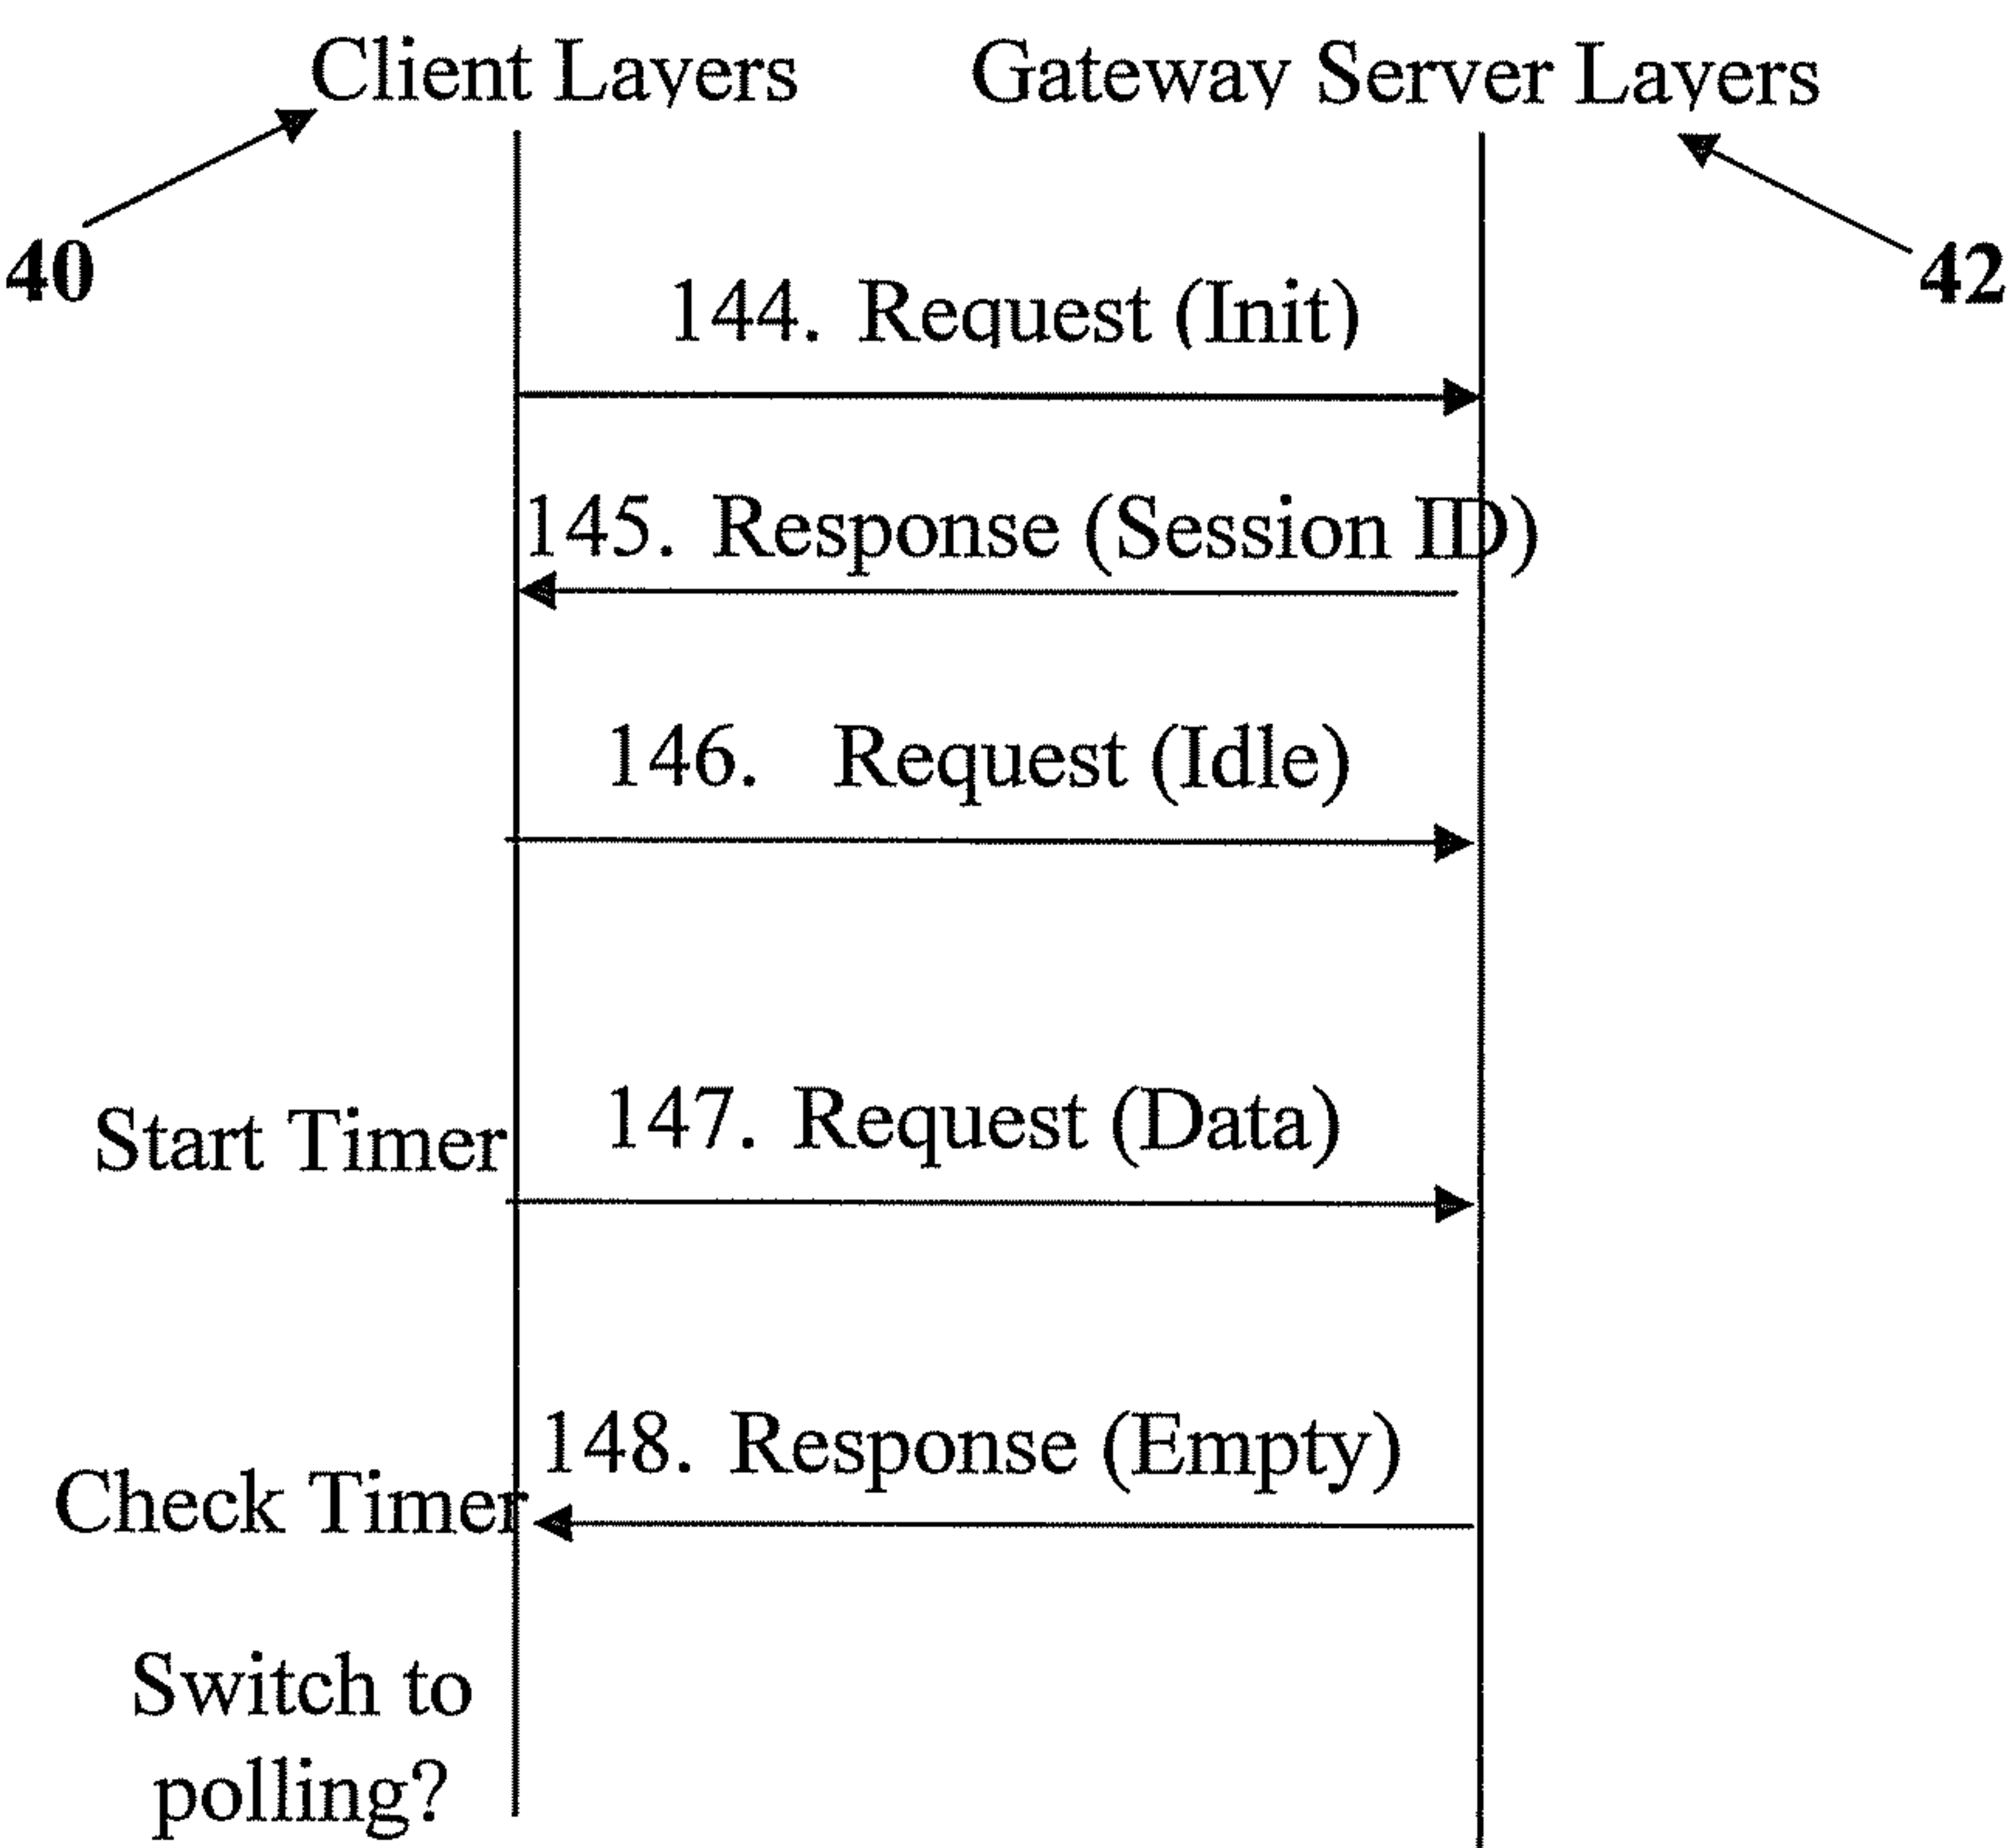 Client Layers
Gateway Server Layers
40
42
144. Request (Init)
145. Response (Session ID)
146. Request (Idle)
Start Timer
147. Request (Data)
148. Response (Empty)
Check Timer
Switch to
polling?